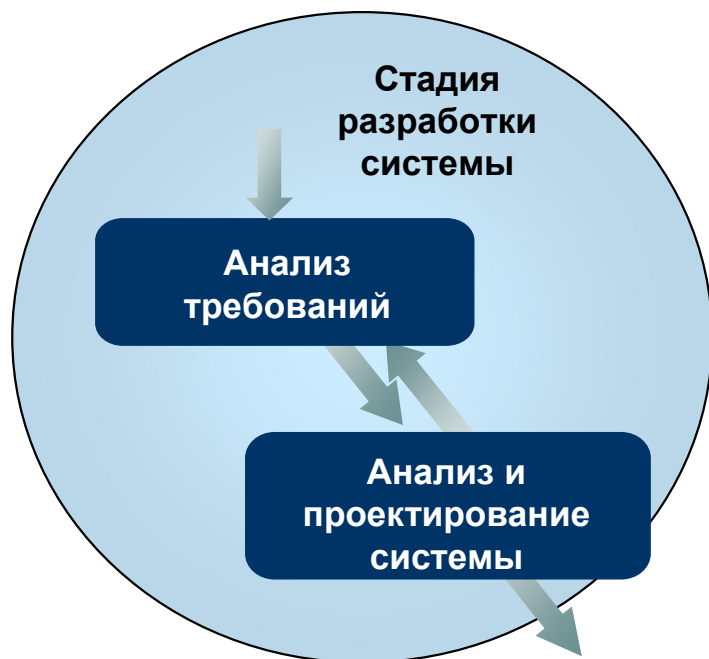 Стадия
разработки
системы
Анализ
требований
Анализ и
проектирование
системы